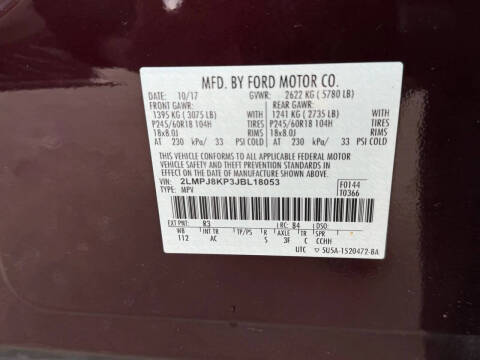 MFD. BY FORD MOTOR CO.
DATE: 10/17 GVWR: 2622 KG ( 5780 LB)
FRONT GAWR: REAR GAWR:
1395 KG ( 3075 LB) WITH 1241 KG ( 2735 LB) WITH
P245/60R18 104H TIRES P245/60R18 104H TIRES
18x8.0J RIMS 18x8.0J RIMS
AT 230 kPa/ 33 PSI COLD AT 230 kPa/ 33 PSI COLD
THIS VEHICLE CONFORMS TO ALL APPLICABLE FEDERAL MOTOR
VEHICLE SAFETY AND THEFT PREVENTION STANDARDS IN
EFFECT ON THE DATE OF MANUFACTURE SHOWN ABOVE.
VIN: 2LMPJ8KP3JBL18053 F0144
TYPE: MPV T0366
EXT PNT: R3 RC: 84 DSO:
WB INT TR TP/PS R AXLE TR SPR
112 AC S 3F C CCHH
UTC 5U5A-1520472-BA